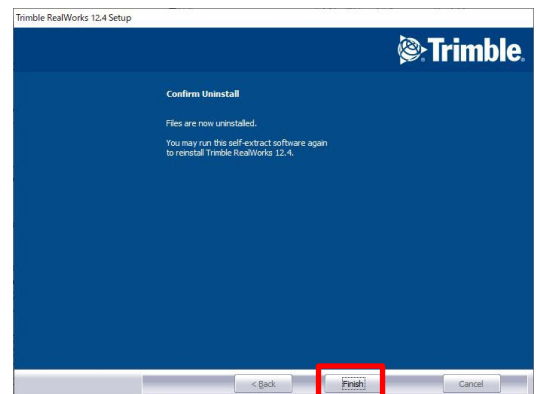 Trimble RealWorks 12.4 Setup
Trimble.
Confirm Uninstall
Files are now uninstalled.
You may run this self-extract software again
to reinstall Trimble RealWorks 12.4.
< Back
Finish
Cancel